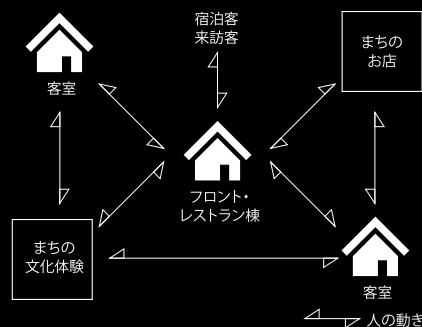 宿泊客
来訪客
まちの
お店
客室
フロント・
レストラン棟
まちの
文化体験
客室
人の動き